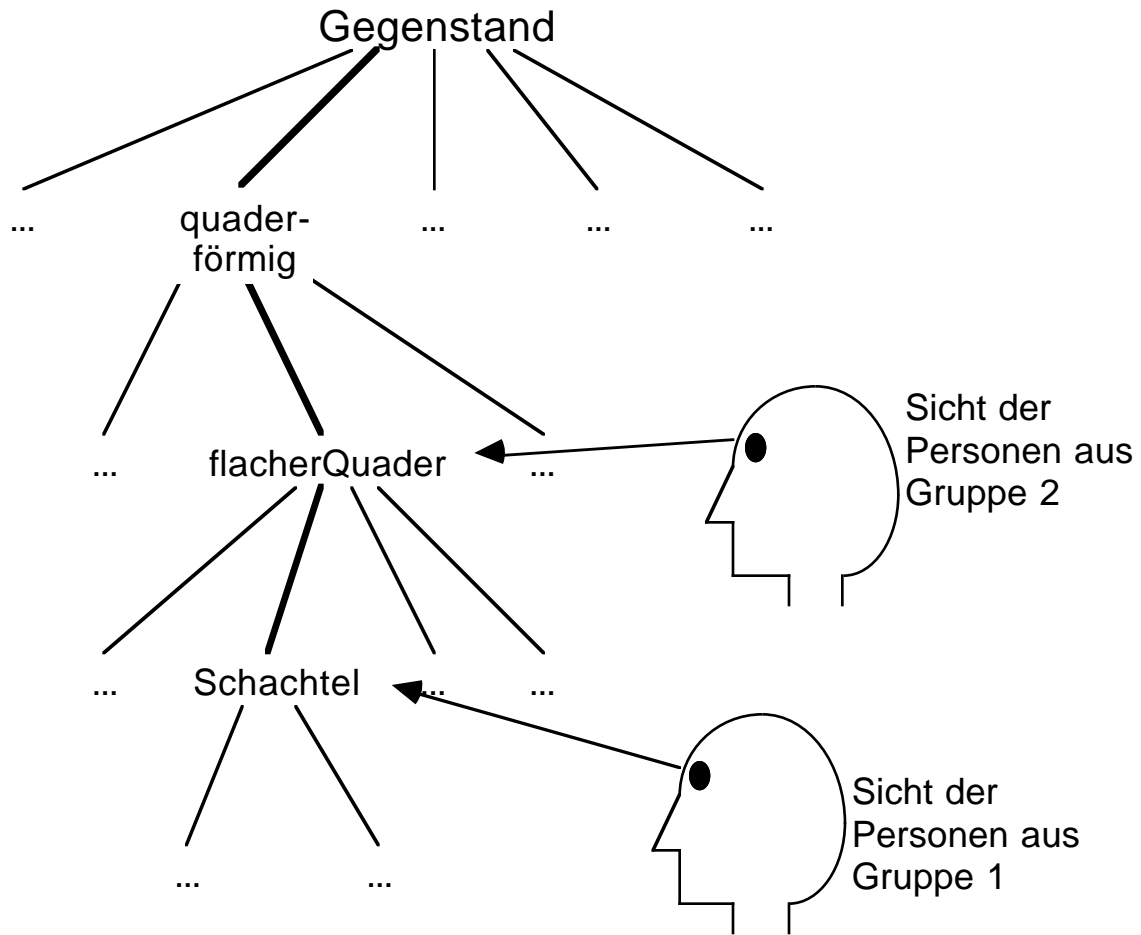 Gegenstand
... quader- ... ... ...
förmig
Sicht der
Personen aus
Gruppe 2
... flacherQuader ...
... Schachtel ... ...
Sicht der
Personen aus
Gruppe 1
... ...